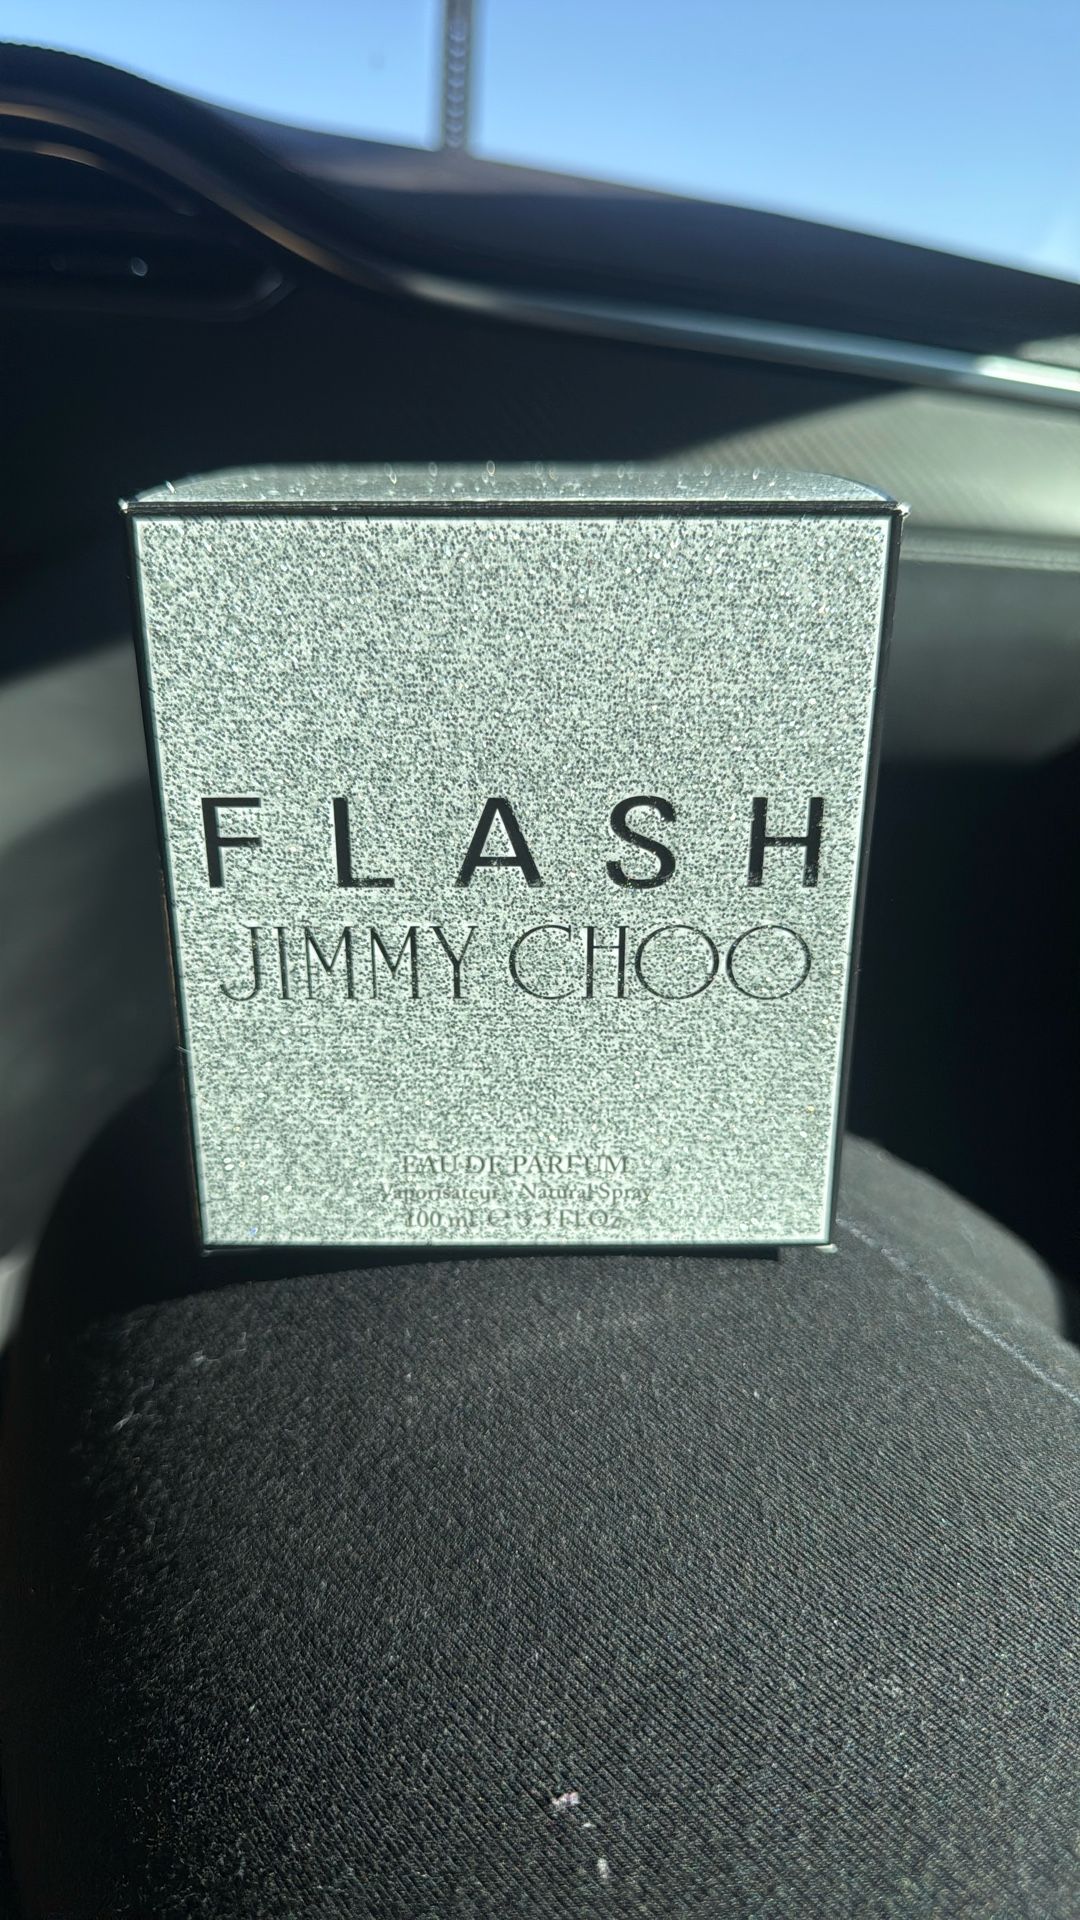 FLASH
JIMMY CHOO
EAU DE PARFUM
Vaporisateur - Natural Spray
100 ml ℮ 3.3 Fl.Oz